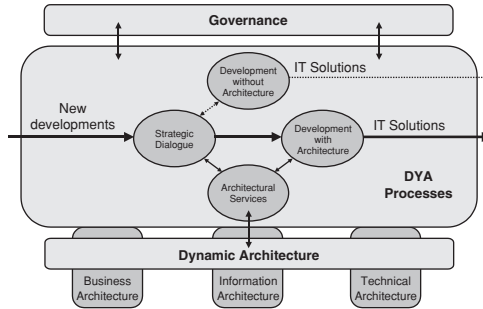 Governance
Development
without
Architecture
IT Solutions
New
developments
Strategic
Dialogue
Development
with
Architecture
IT Solutions
Architectural
Services
DYA
Processes
Dynamic Architecture
Business
Architecture
Information
Architecture
Technical
Architecture